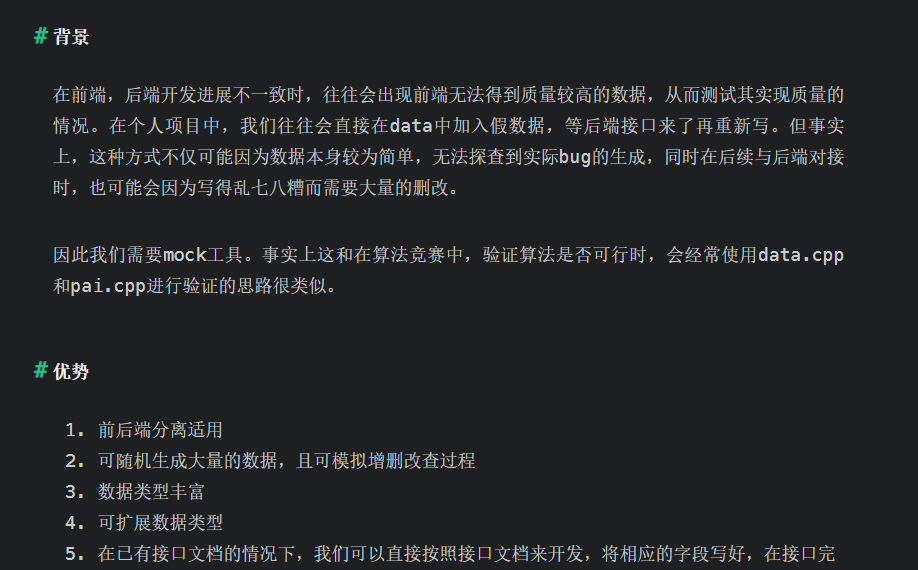 # 背景
在前端，后端开发进展不一致时，往往会出现前端无法得到质量较高的数据，从而测试其实现质量的
情况。在个人项目中，我们往往会直接在data中加入假数据，等后端接口来了再重新写。但事实
上，这种方式不仅可能因为数据本身较为简单，无法探查到实际bug的生成，同时在后续与后端对接
时，也可能会因为写得乱七八糟而需要大量的删改。
因此我们需要mock工具。事实上这和在算法竞赛中，验证算法是否可行时，会经常使用data.cpp
和pai.cpp进行验证的思路很类似。
# 优势
1. 前后端分离适用
2. 可随机生成大量的数据，且可模拟增删改查过程
3. 数据类型丰富
4. 可扩展数据类型
5. 在已有接口文档的情况下，我们可以直接按照接口文档来开发，将相应的字段写好，在接口完